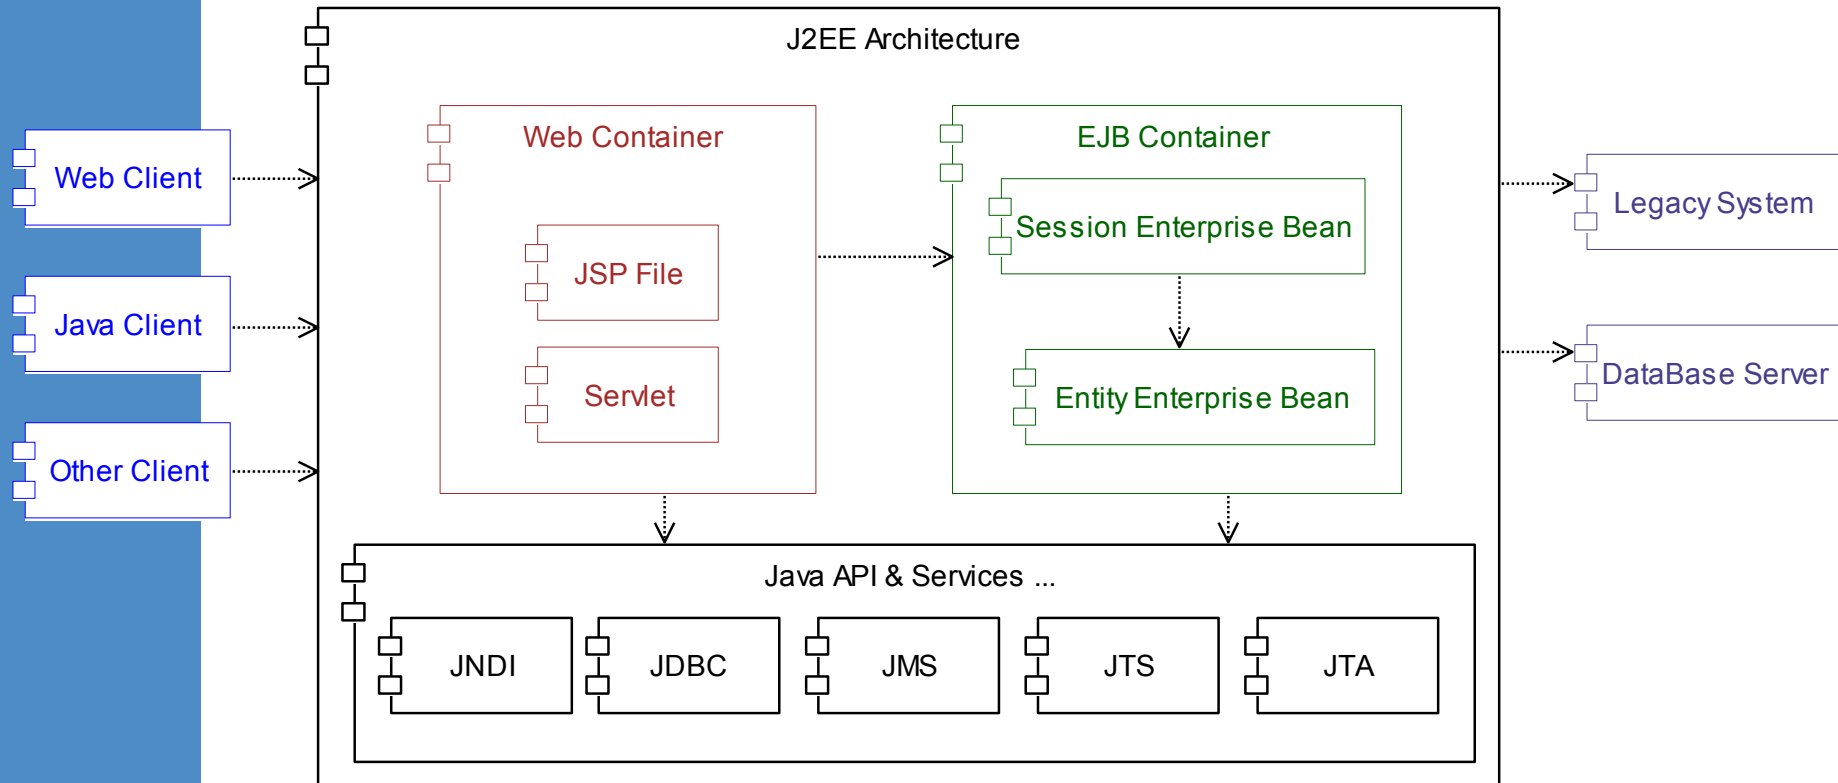 J2EE Architecture
Web Client
Java Client
Other Client
Web Container
JSP File
Servlet
EJB Container
Session Enterprise Bean
Entity Enterprise Bean
Legacy System
DataBase Server
Java API & Services ...
JNDI
JDBC
JMS
JTS
JTA